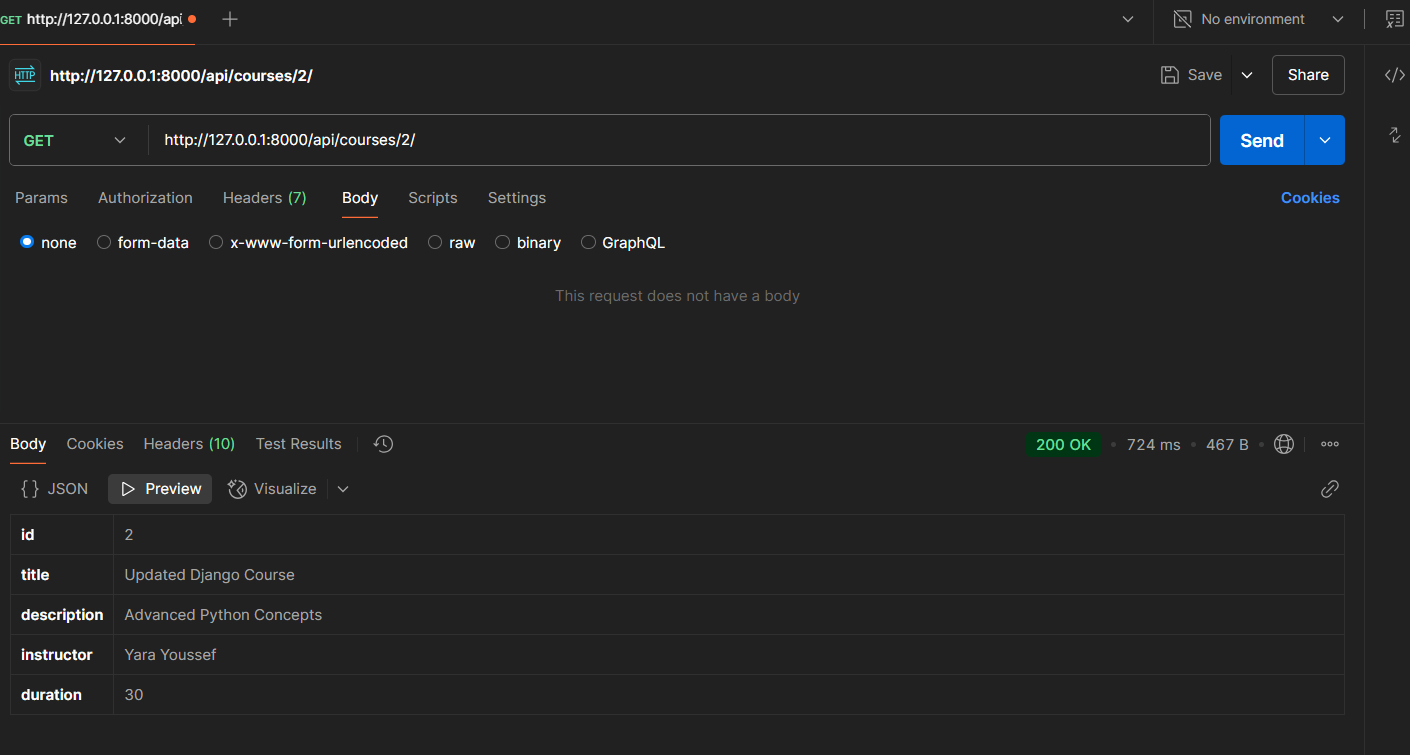 GET http://127.0.0.1:8000/api
No environment
HTTP http://127.0.0.1:8000/api/courses/2/
Save
Share
GET http://127.0.0.1:8000/api/courses/2/
Send
Params Authorization Headers (7) Body Scripts Settings Cookies
none form-data x-www-form-urlencoded raw binary GraphQL
This request does not have a body
Body Cookies Headers (10) Test Results 200 OK • 724 ms • 467 B •
{} JSON Preview Visualize
id 2
title Updated Django Course
description Advanced Python Concepts
instructor Yara Youssef
duration 30